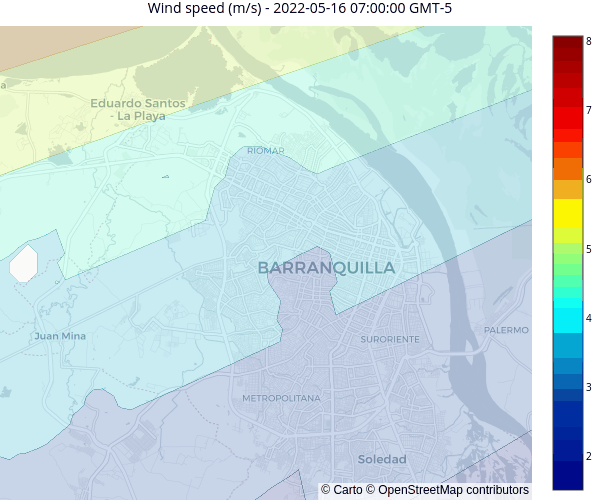 Wind speed (m/s) - 2022-05-16 07:00:00 GMT-5
8
a
Eduardo Santos
- La Playa
7
RIOMAR
6
5
BARRANQUILLA
4
Juan Mina
PALERMO
SURORIENTE
3
METROPOLITANA
2
Soledad
© Carto © OpenStreetMap contributors